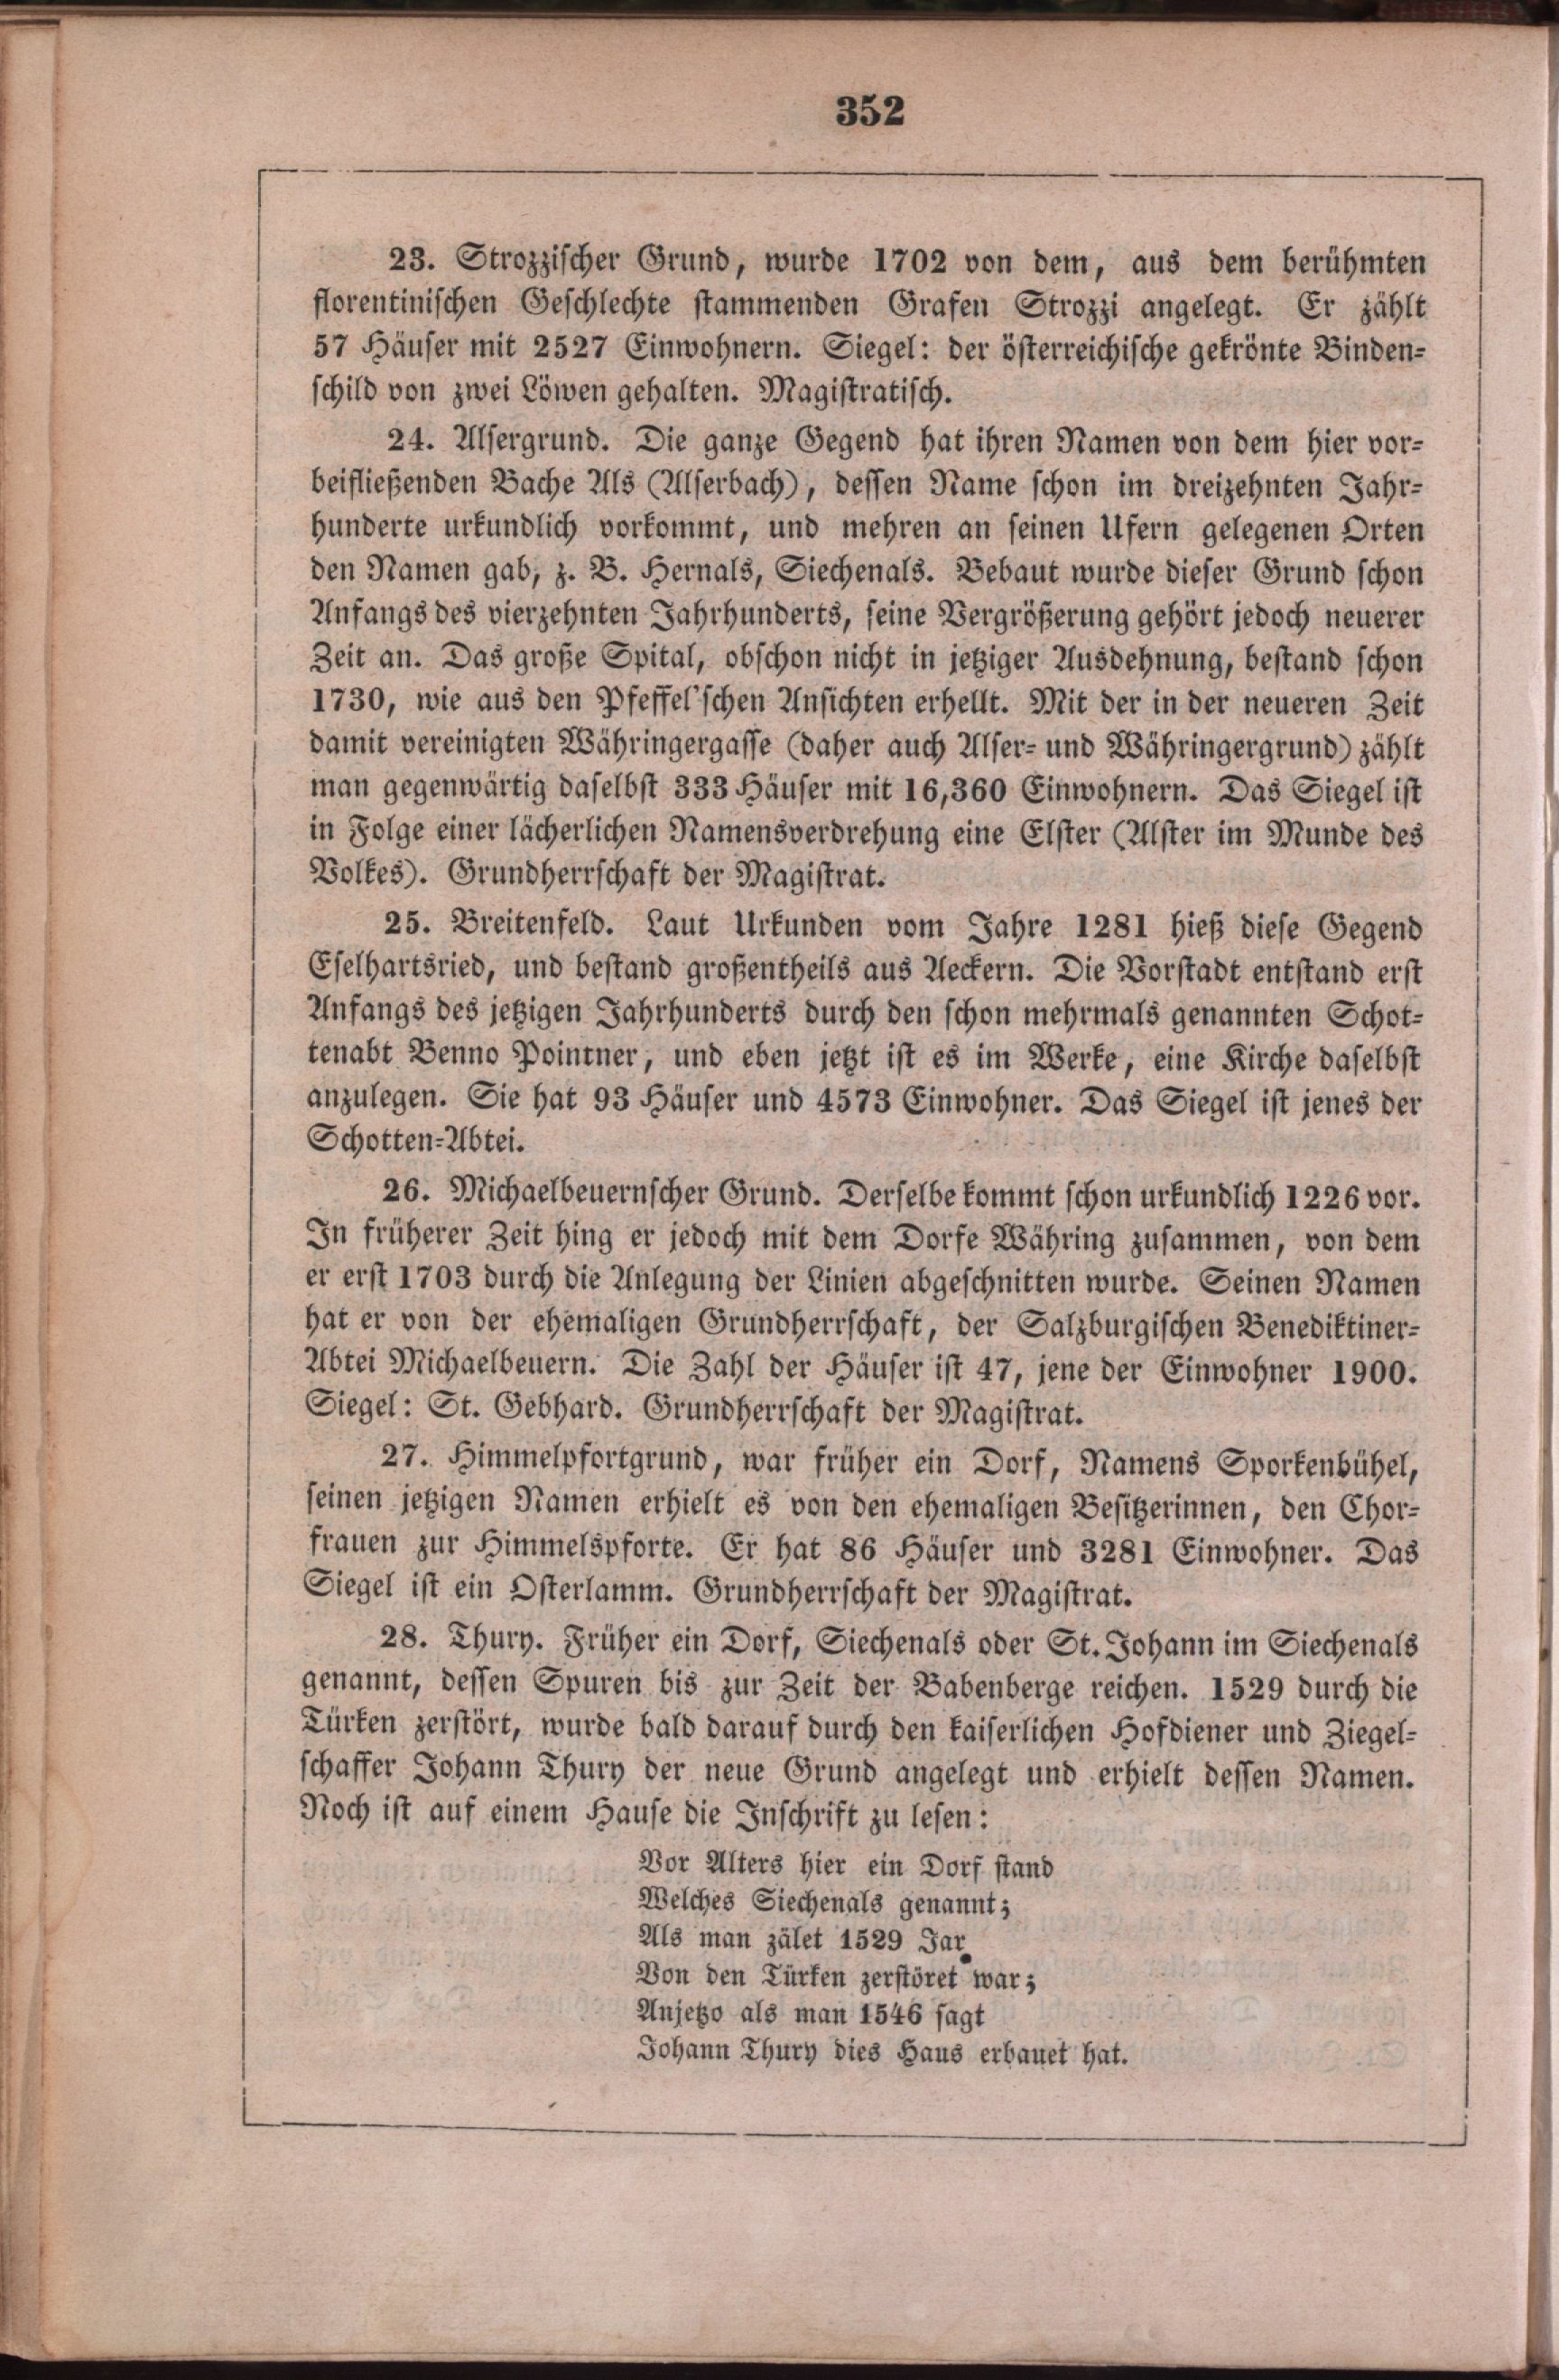 352
23. Strozzischer Grund, wurde 1702 von dem, aus dem berühmten
florentinischen Geschlechte stammenden Grafen Strozzi angelegt. Er zählt
57 Häuser mit 2527 Einwohnern. Siegel: der österreichische gekrönte Binden-
schild von zwei Löwen gehalten. Magistratisch.
24. Alsergrund. Die ganze Gegend hat ihren Namen von dem hier vor-
beifließenden Bache Als (Alserbach), dessen Name schon im dreizehnten Jahr-
hunderte urkundlich vorkommt, und mehren an seinen Ufern gelegenen Orten
den Namen gab, z. B. Hernals, Siechenals. Bebaut wurde dieser Grund schon
Anfangs des vierzehnten Jahrhunderts, seine Vergrößerung gehört jedoch neuerer
Zeit an. Das große Spital, obschon nicht in jetziger Ausdehnung, bestand schon
1730, wie aus den Pfeffel'schen Ansichten erhellt. Mit der in der neueren Zeit
damit vereinigten Währingergasse (daher auch Alser- und Währingergrund) zählt
man gegenwärtig daselbst 333 Häuser mit 16,360 Einwohnern. Das Siegel ist
in Folge einer lächerlichen Namensverdrehung eine Elster (Alster im Munde des
Volkes). Grundherrschaft der Magistrat.
25. Breitenfeld. Laut Urkunden vom Jahre 1281 hieß diese Gegend
Eselhartsried, und bestand großentheils aus Aeckern. Die Vorstadt entstand erst
Anfangs des jetzigen Jahrhunderts durch den schon mehrmals genannten Schot-
tenabt Benno Pointner, und eben jetzt ist es im Werke, eine Kirche daselbst
anzulegen. Sie hat 93 Häuser und 4573 Einwohner. Das Siegel ist jenes der
Schotten-Abtei.
26. Michaelbeuernscher Grund. Derselbe kommt schon urkundlich 1226 vor.
In früherer Zeit hing er jedoch mit dem Dorfe Währing zusammen, von dem
er erst 1703 durch die Anlegung der Linien abgeschnitten wurde. Seinen Namen
hat er von der ehemaligen Grundherrschaft, der Salzburgischen Benediktiner-
Abtei Michaelbeuern. Die Zahl der Häuser ist 47, jene der Einwohner 1900.
Siegel: St. Gebhard. Grundherrschaft der Magistrat.
27. Himmelpfortgrund, war früher ein Dorf, Namens Sporkenbühel,
seinen jetzigen Namen erhielt es von den ehemaligen Besitzerinnen, den Chor-
frauen zur Himmelspforte. Er hat 86 Häuser und 3281 Einwohner. Das
Siegel ist ein Osterlamm. Grundherrschaft der Magistrat.
28. Thury. Früher ein Dorf, Siechenals oder St. Johann im Siechenals
genannt, dessen Spuren bis zur Zeit der Babenberge reichen. 1529 durch die
Türken zerstört, wurde bald darauf durch den kaiserlichen Hofdiener und Ziegel-
schaffer Johann Thury der neue Grund angelegt und erhielt dessen Namen.
Noch ist auf einem Hause die Inschrift zu lesen:
Vor Alters hier ein Dorf stand
Welches Siechenals genannt;
Als man zälet 1529 Jar
Von den Türken zerstöret war;
Anjetzo als man 1546 sagt
Johann Thury dies Haus erbauet hat.